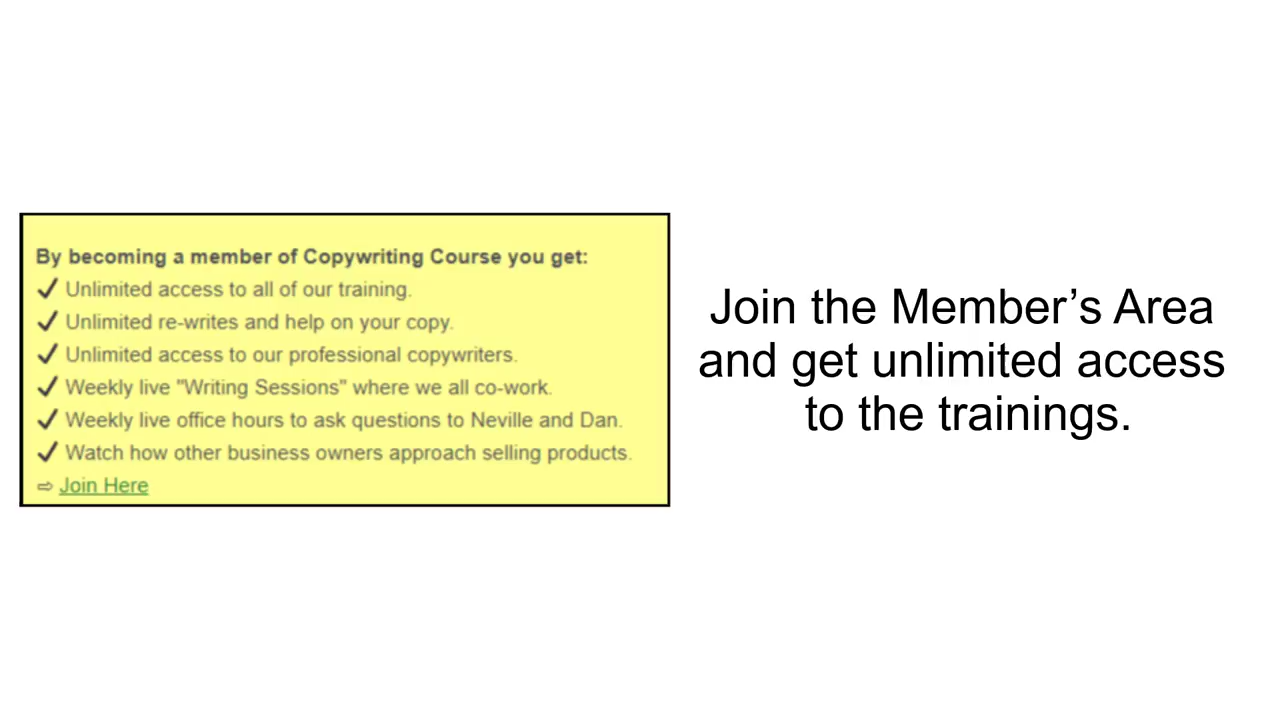 By becoming a member of Copywriting Course you get:
✓ Unlimited access to all of our training.
✓ Unlimited re-writes and help on your copy.
✓ Unlimited access to our professional copywriters.
✓ Weekly live "Writing Sessions" where we all co-work.
✓ Weekly live office hours to ask questions to Neville and Dan.
✓ Watch how other business owners approach selling products.
⇨ Join Here
Join the Member’s Area
and get unlimited access
to the trainings.